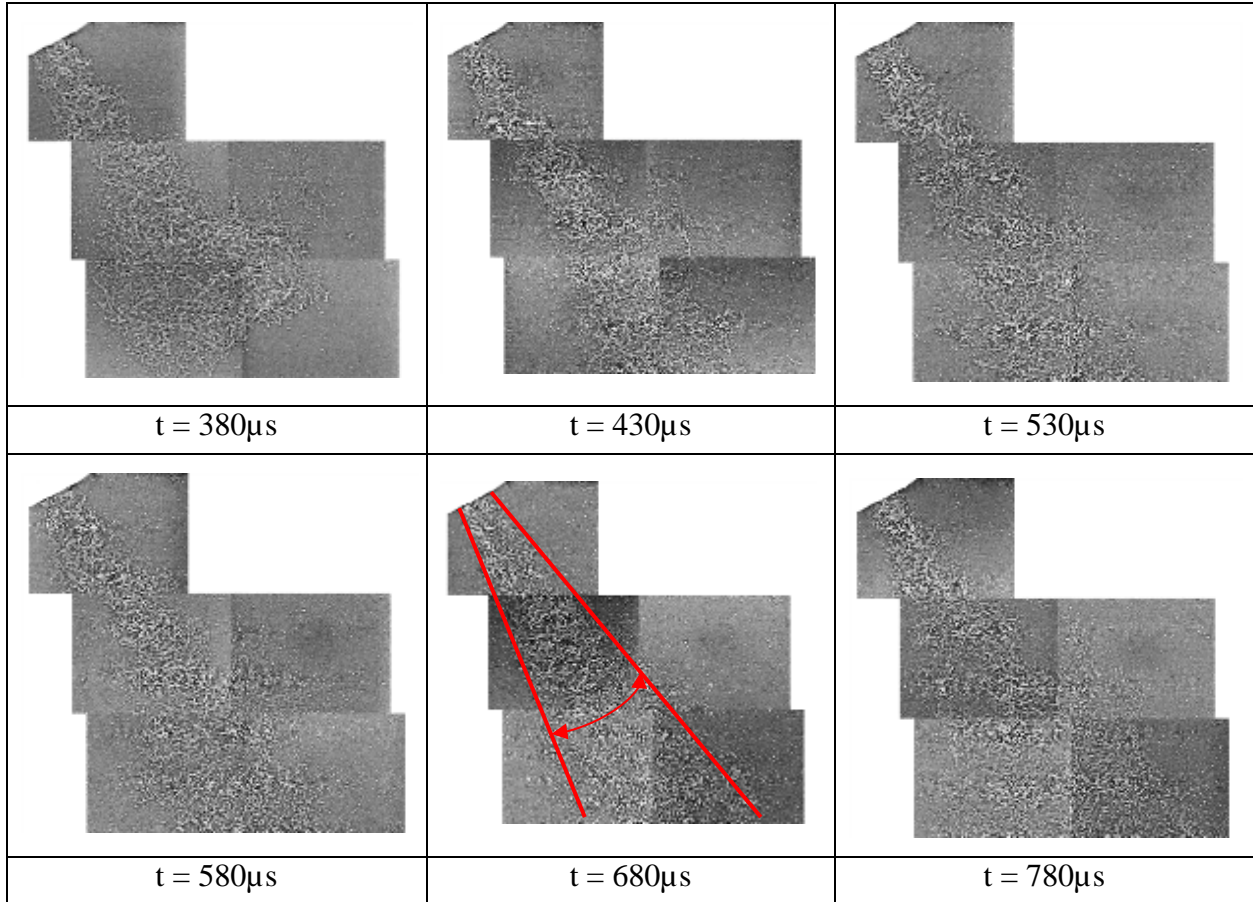 t = 380µs
t = 430µs
t = 530µs
t = 580µs
t = 680µs
t = 780µs